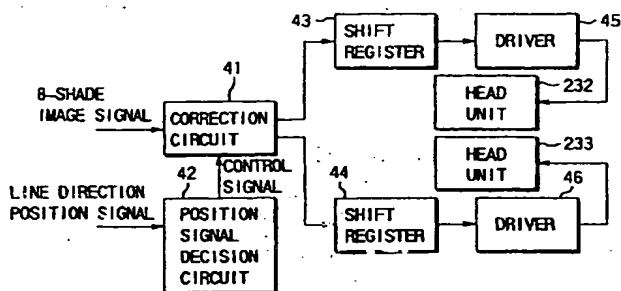 43
SHIFT
REGISTER
45
DRIVER
232
HEAD
UNIT
41
8-SHADE
IMAGE SIGNAL
CORRECTION
CIRCUIT
CONTROL
SIGNAL
233
HEAD
UNIT
42
LINE DIRECTION
POSITION SIGNAL
POSITION
SIGNAL
DECISION
CIRCUIT
44
SHIFT
REGISTER
46
DRIVER